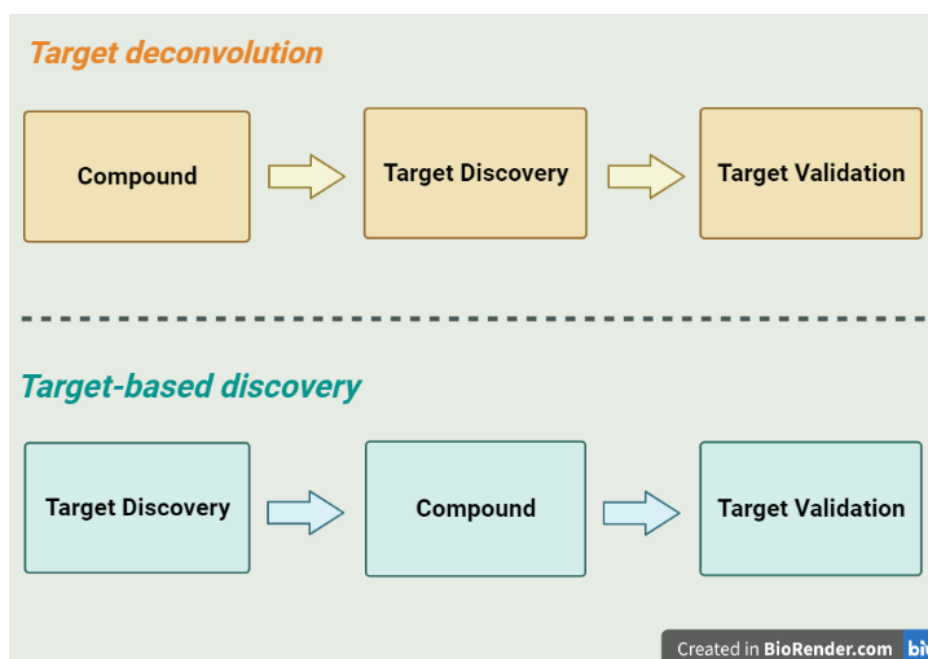 Target deconvolution
Compound
Target Discovery
Target Validation
Target-based discovery
Target Discovery
Compound
Target Validation
Created in BioRender.com